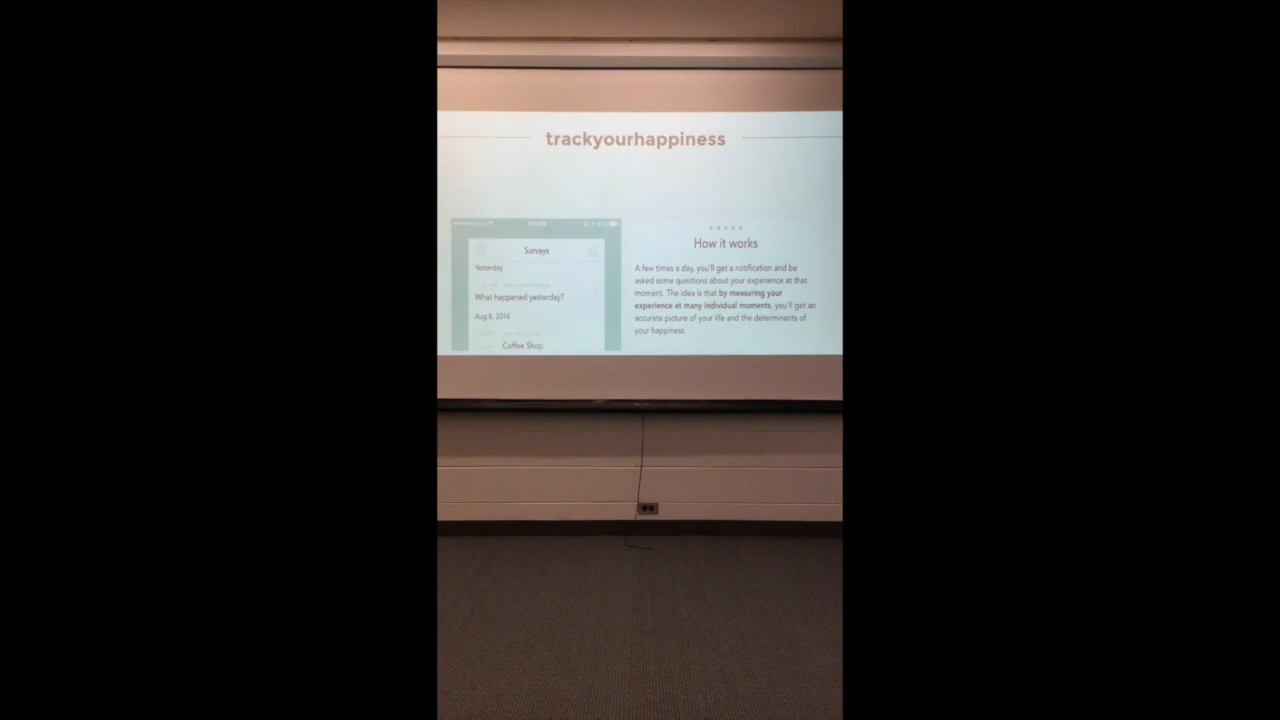 trackyourhappiness
Surveys
Yesterday
What happened yesterday?
Aug 8, 2014
Coffee Shop
How it works
A few times a day, you'll get a notification and be
asked some questions about your experience at that
moment. The idea is that by measuring your
experience at many individual moments, you'll get an
accurate picture of your life and the determinants of
your happiness.